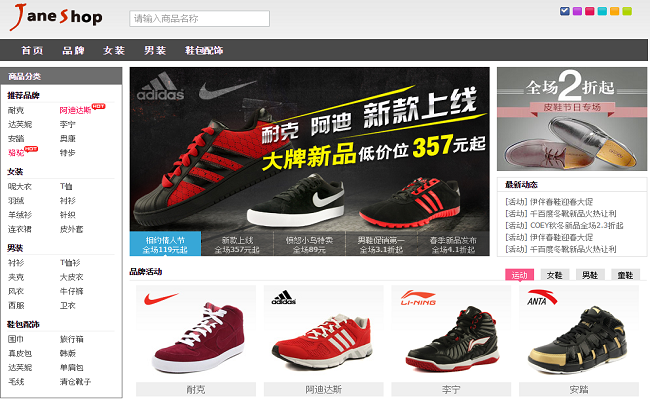 Jane Shop
请输入商品名称
首 页 品 牌 女 装 男 装 鞋包配饰
商品分类
推荐品牌
耐克 阿迪达斯 HOT
达芙妮 李宁
安踏
骆驼 HOT 特步
女装
呢大衣 T恤
羽绒 衬衫
羊绒衫 针织
连衣裙 皮外套
男装
衬衫 T恤
夹克 大皮衣
风衣 牛仔裤
西服 卫衣
鞋包配饰
围巾 旅行箱
真皮包 韩版
达芙妮 单肩包
毛线 清仓靴子
adidas
耐克 阿迪 新款上线
大牌新品 低价位 357元起
相约情人节
全场119元起
新款上线
全场357元起
愤怒小鸟特卖
全场89元
男鞋促销第一
全场3.1折起
春季新品发布
全场4.1折起
全场2折起
皮鞋节日专场
最新动态
[活动] 伊伴春鞋迎春大促
[活动] 千百度冬靴新品火热让利
[活动] COEY秋冬新品全场2.3折起
[活动] 伊伴春鞋迎春大促
[活动] 千百度冬靴新品火热让利
品牌活动
运动 女鞋 男鞋 童鞋
adidas
LI-NING
ANTA
耐克
阿迪达斯
李宁
安踏